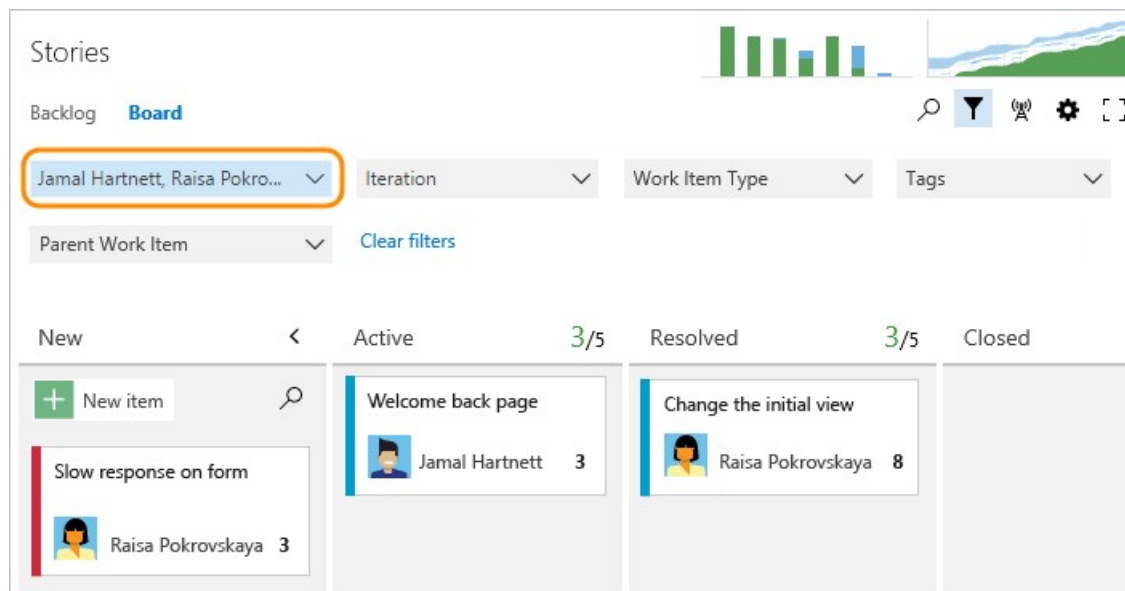 Stories
Backlog Board
Jamal Hartnett, Raisa Pokro... Iteration Work Item Type Tags
Parent Work Item Clear filters
New Active 3/5 Resolved 3/5 Closed
New item
Welcome back page
Jamal Hartnett 3
Change the initial view
Raisa Pokrovskaya 8
Slow response on form
Raisa Pokrovskaya 3